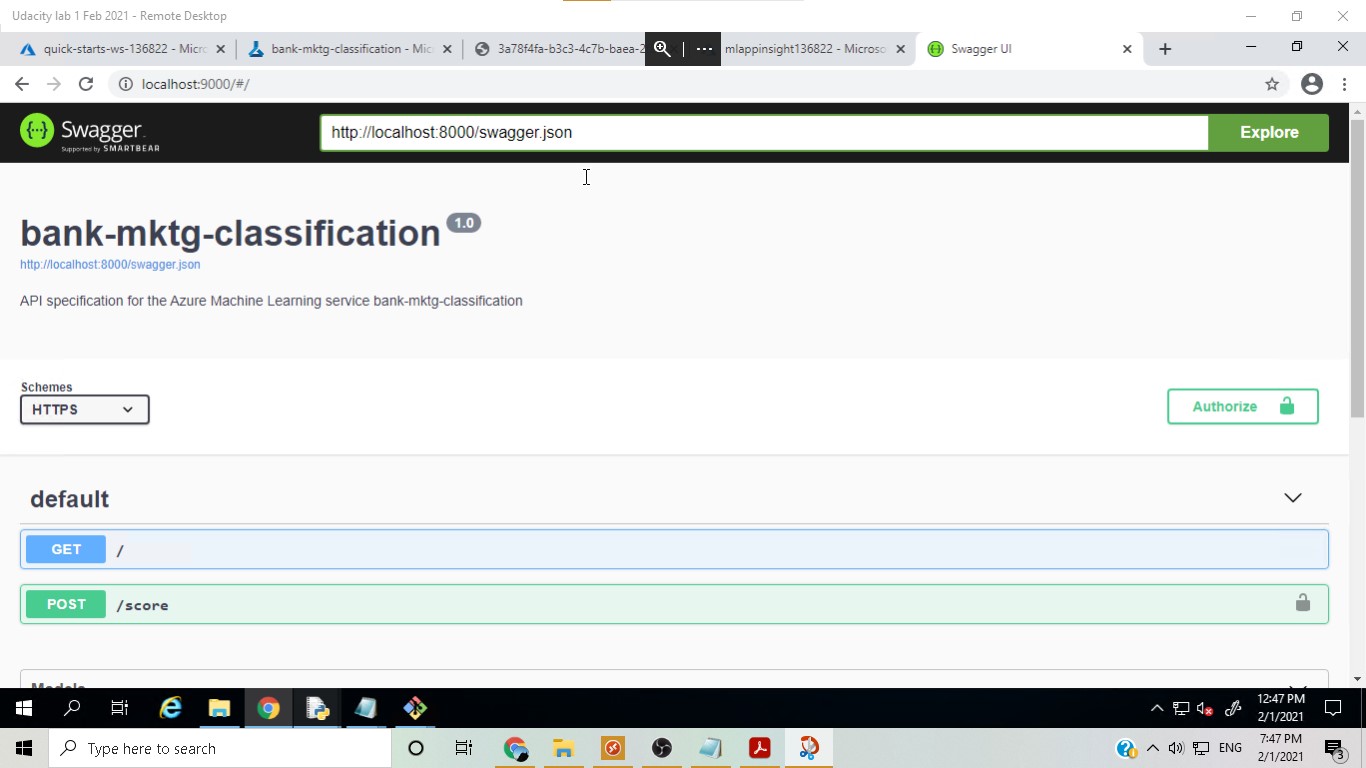 Udacity lab 1 Feb 2021 - Remote Desktop
quick-starts-ws-136822 - Micro
bank-mktg-classification - Mic
3a78f4fa-b3c3-4c7b-baea-2
mlappinsight136822 - Microso
Swagger UI
localhost:9000/#/
Swagger.
Supported by SMARTBEAR
http://localhost:8000/swagger.json
Explore
bank-mktg-classification 1.0
http://localhost:8000/swagger.json
API specification for the Azure Machine Learning service bank-mktg-classification
Schemes
HTTPS
Authorize
default
GET /
POST /score
Models
12:47 PM
2/1/2021
Type here to search
ENG
7:47 PM
2/1/2021
3